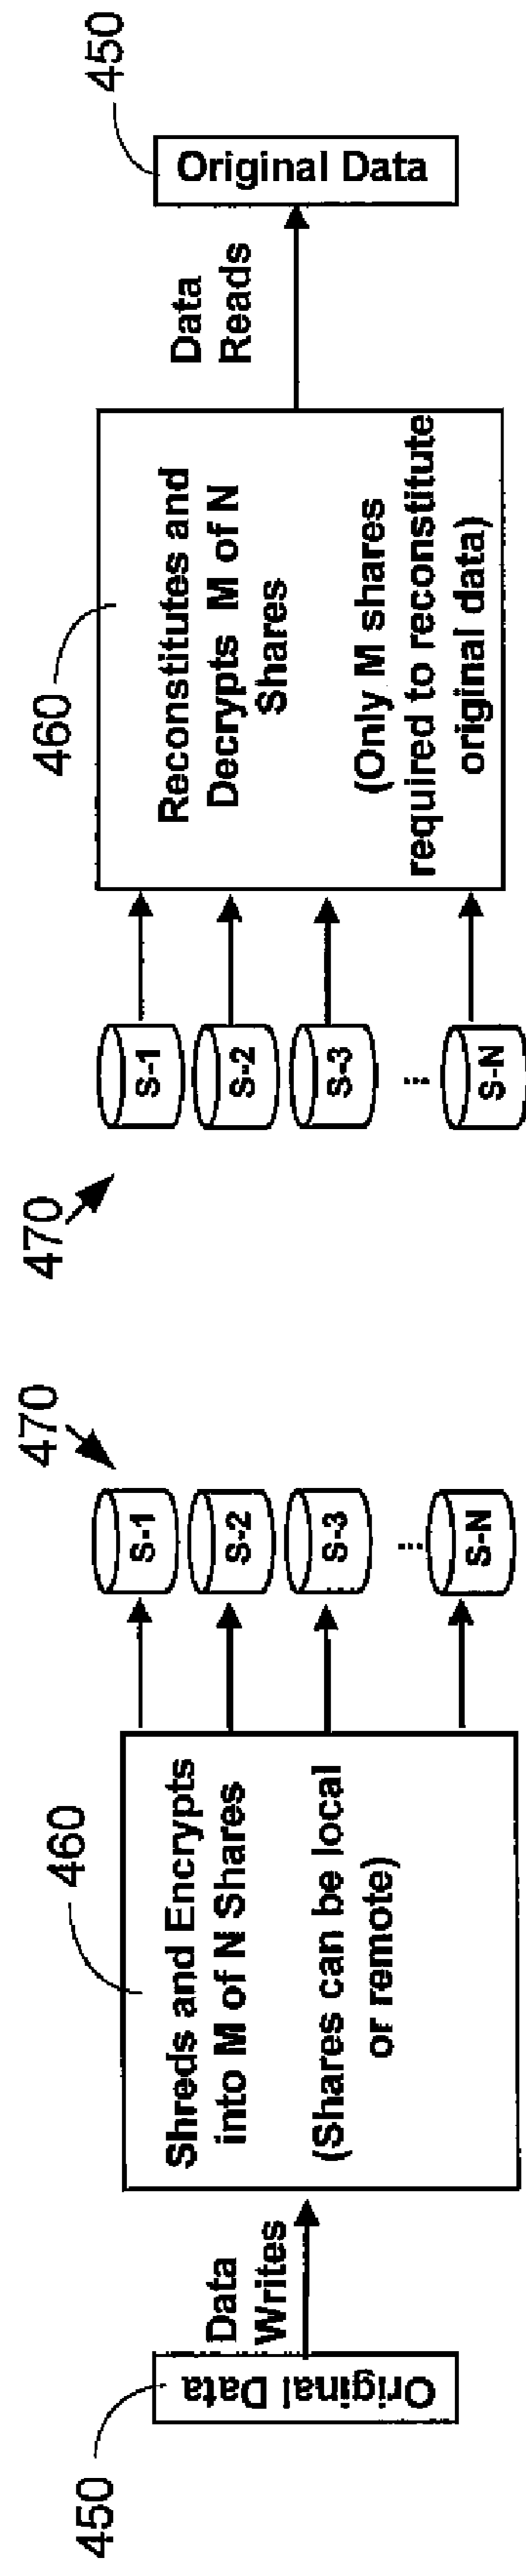 450
Original Data
Data
Writes
460
Shreds and Encrypts
into M of N Shares
(Shares can be local
or remote)
470
S-1
S-2
S-3
...
S-N
470
S-1
S-2
S-3
...
S-N
460
Reconstitutes and
Decrypts M of N
Shares
(Only M shares
required to reconstitute
original data)
Data
Reads
450
Original Data